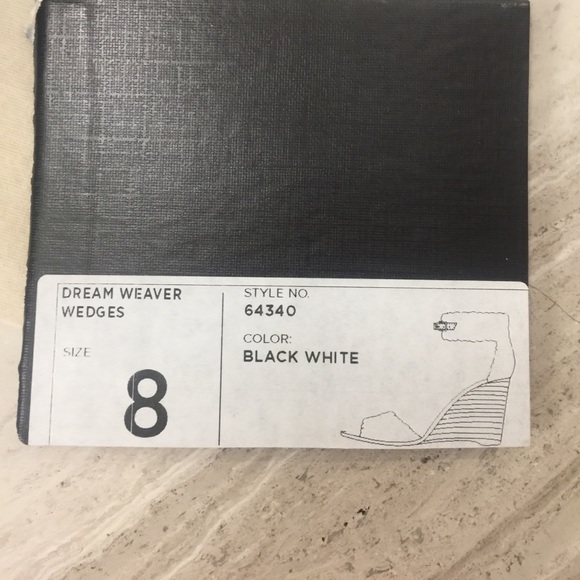 DREAM WEAVER
WEDGES
SIZE
8
STYLE NO.
64340
COLOR:
BLACK WHITE